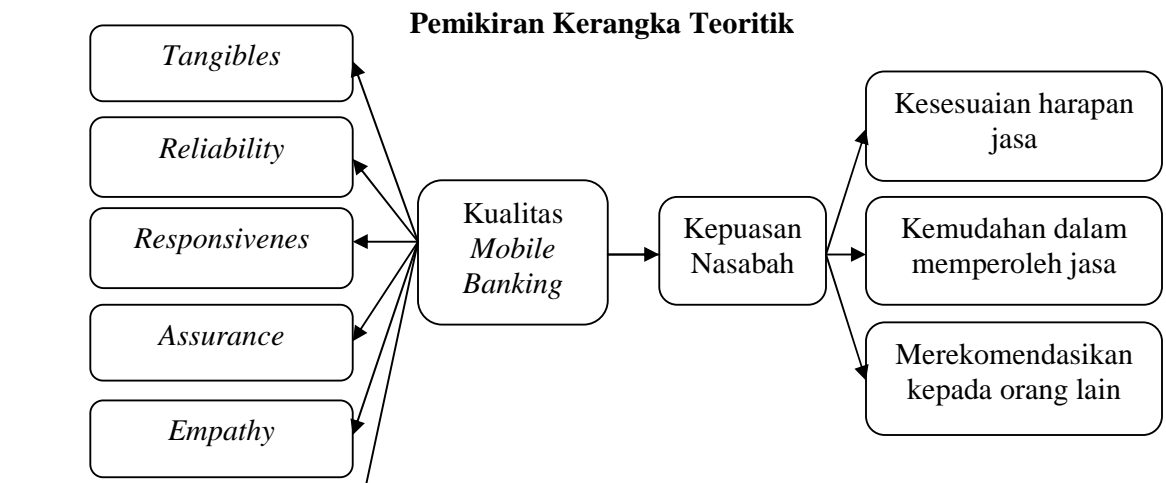 Pemikiran Kerangka Teoritik
Tangibles
Reliability
Responsivenes
Assurance
Empathy
Kualitas
Mobile
Banking
Kepuasan
Nasabah
Kesesuaian harapan
jasa
Kemudahan dalam
memperoleh jasa
Merekomendasikan
kepada orang lain